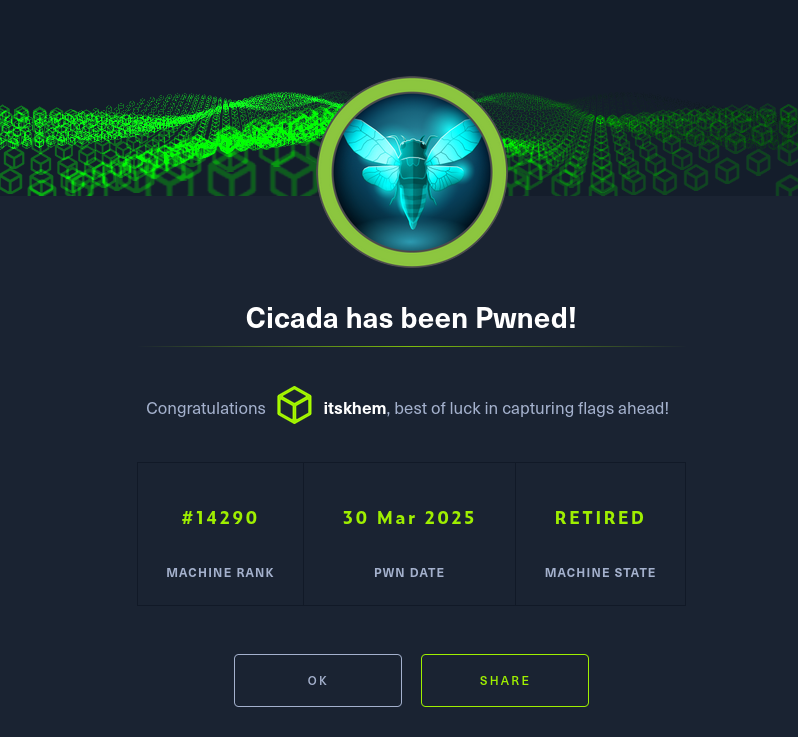 Cicada has been Pwned!
Congratulations itskhem, best of luck in capturing flags ahead!
#14290 30 Mar 2025 RETIRED
MACHINE RANK PWN DATE MACHINE STATE
OK SHARE